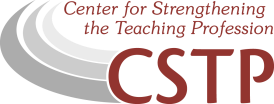 Center for Strengthening
the Teaching Profession
CSTP